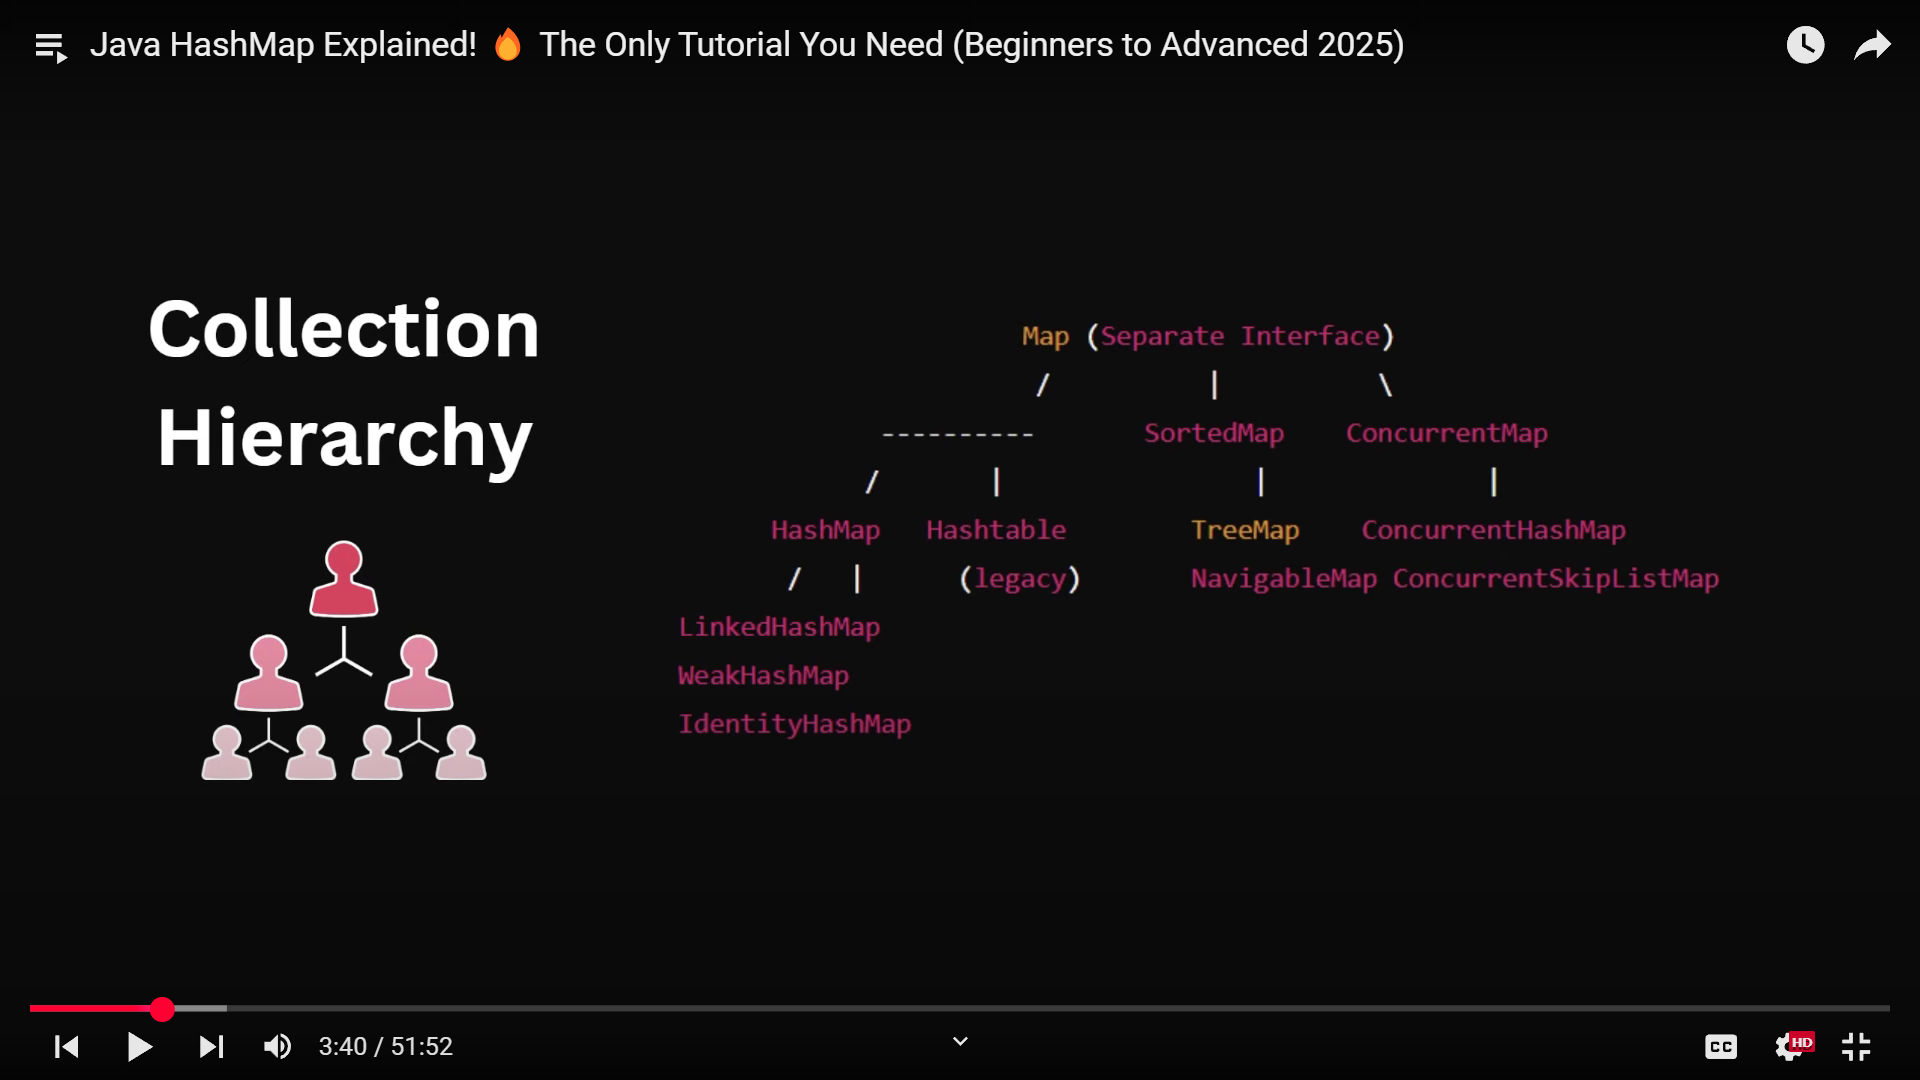 Java HashMap Explained! 🔥 The Only Tutorial You Need (Beginners to Advanced 2025)
Collection
Hierarchy
Map (Separate Interface)
/ | \
---------- SortedMap ConcurrentMap
/ | | |
HashMap Hashtable TreeMap ConcurrentHashMap
/ | (legacy) NavigableMap ConcurrentSkipListMap
LinkedHashMap
WeakHashMap
IdentityHashMap
3:40 / 51:52
CC
HD